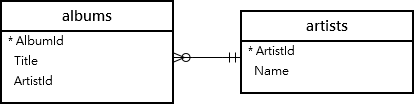 albums
* AlbumId
Title
ArtistId
artists
* ArtistId
Name